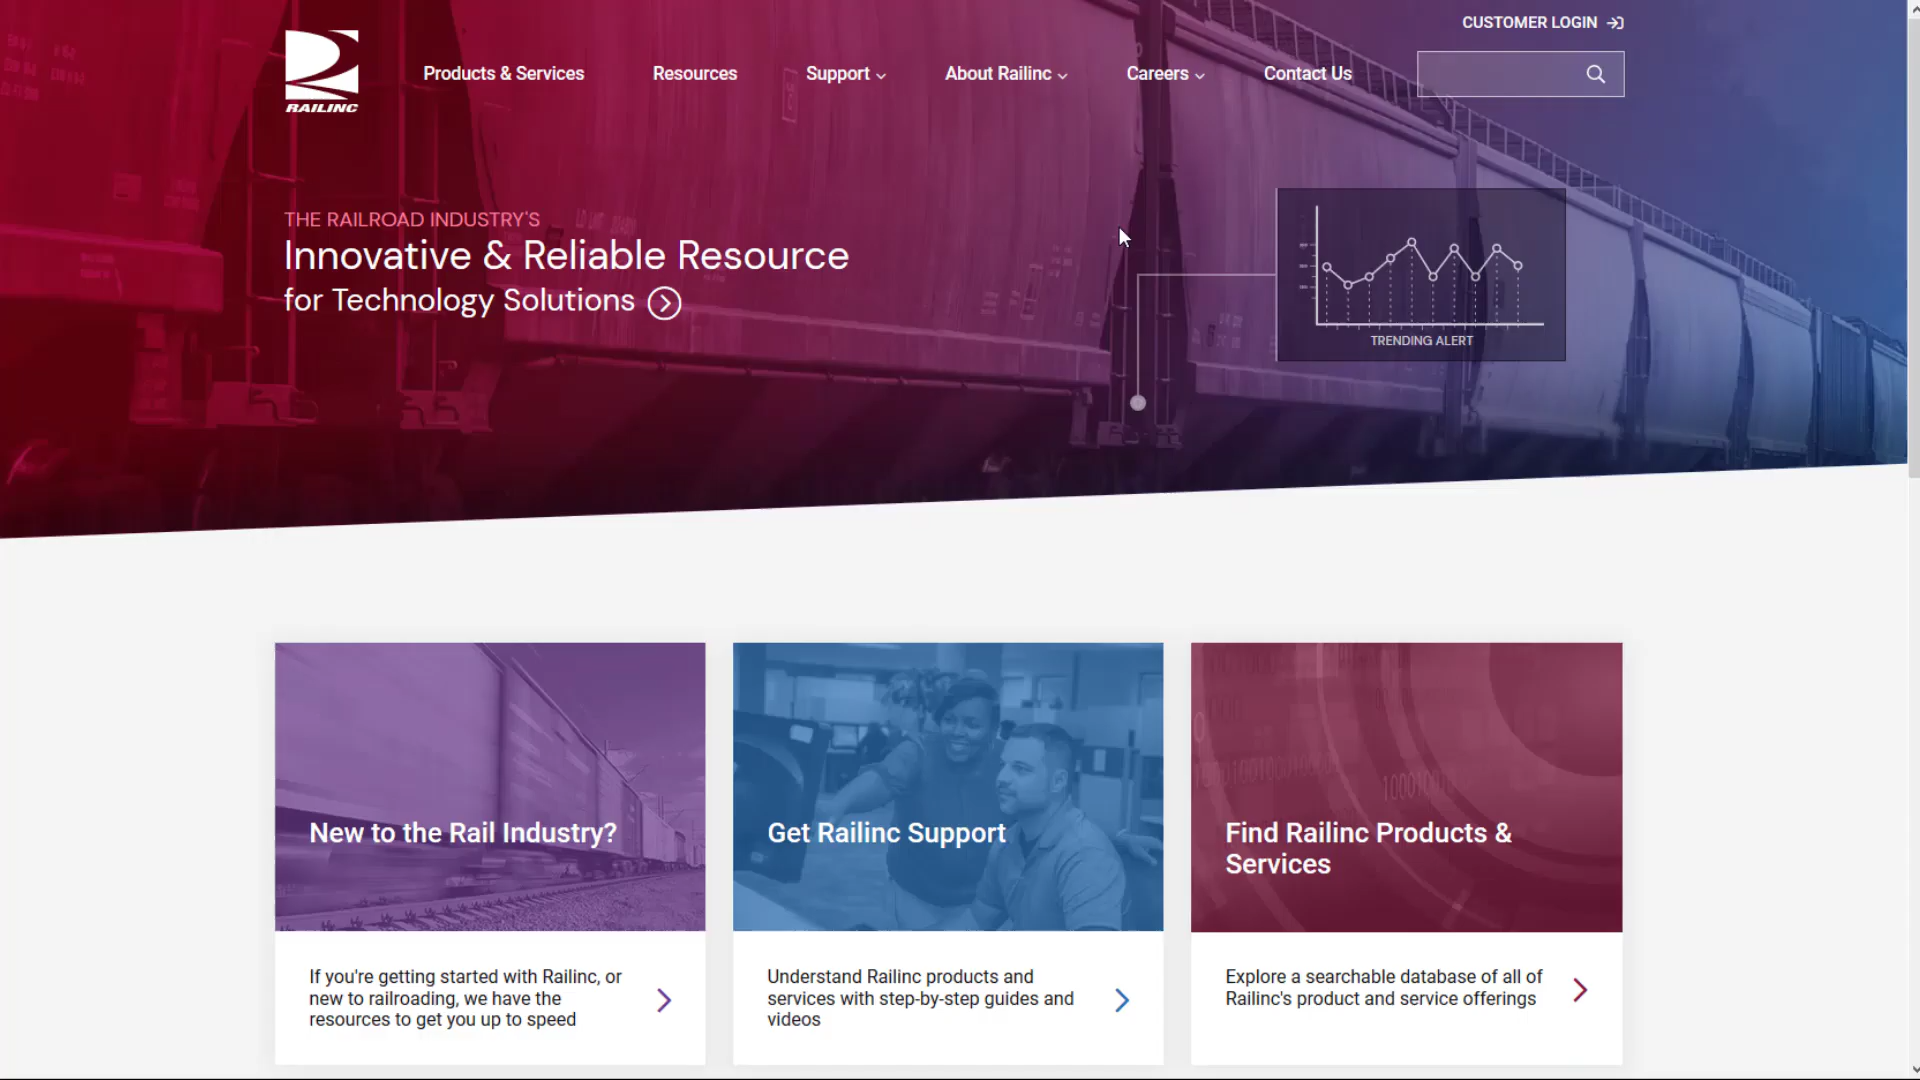 CUSTOMER LOGIN
RAILINC
Products & Services
Resources
Support
About Railinc
Careers
Contact Us
THE RAILROAD INDUSTRY'S
Innovative & Reliable Resource
for Technology Solutions
TRENDING ALERT
New to the Rail Industry?
Get Railinc Support
Find Railinc Products &
Services
If you're getting started with Railinc, or
new to railroading, we have the
resources to get you up to speed
Understand Railinc products and
services with step-by-step guides and
videos
Explore a searchable database of all of
Railinc's product and service offerings